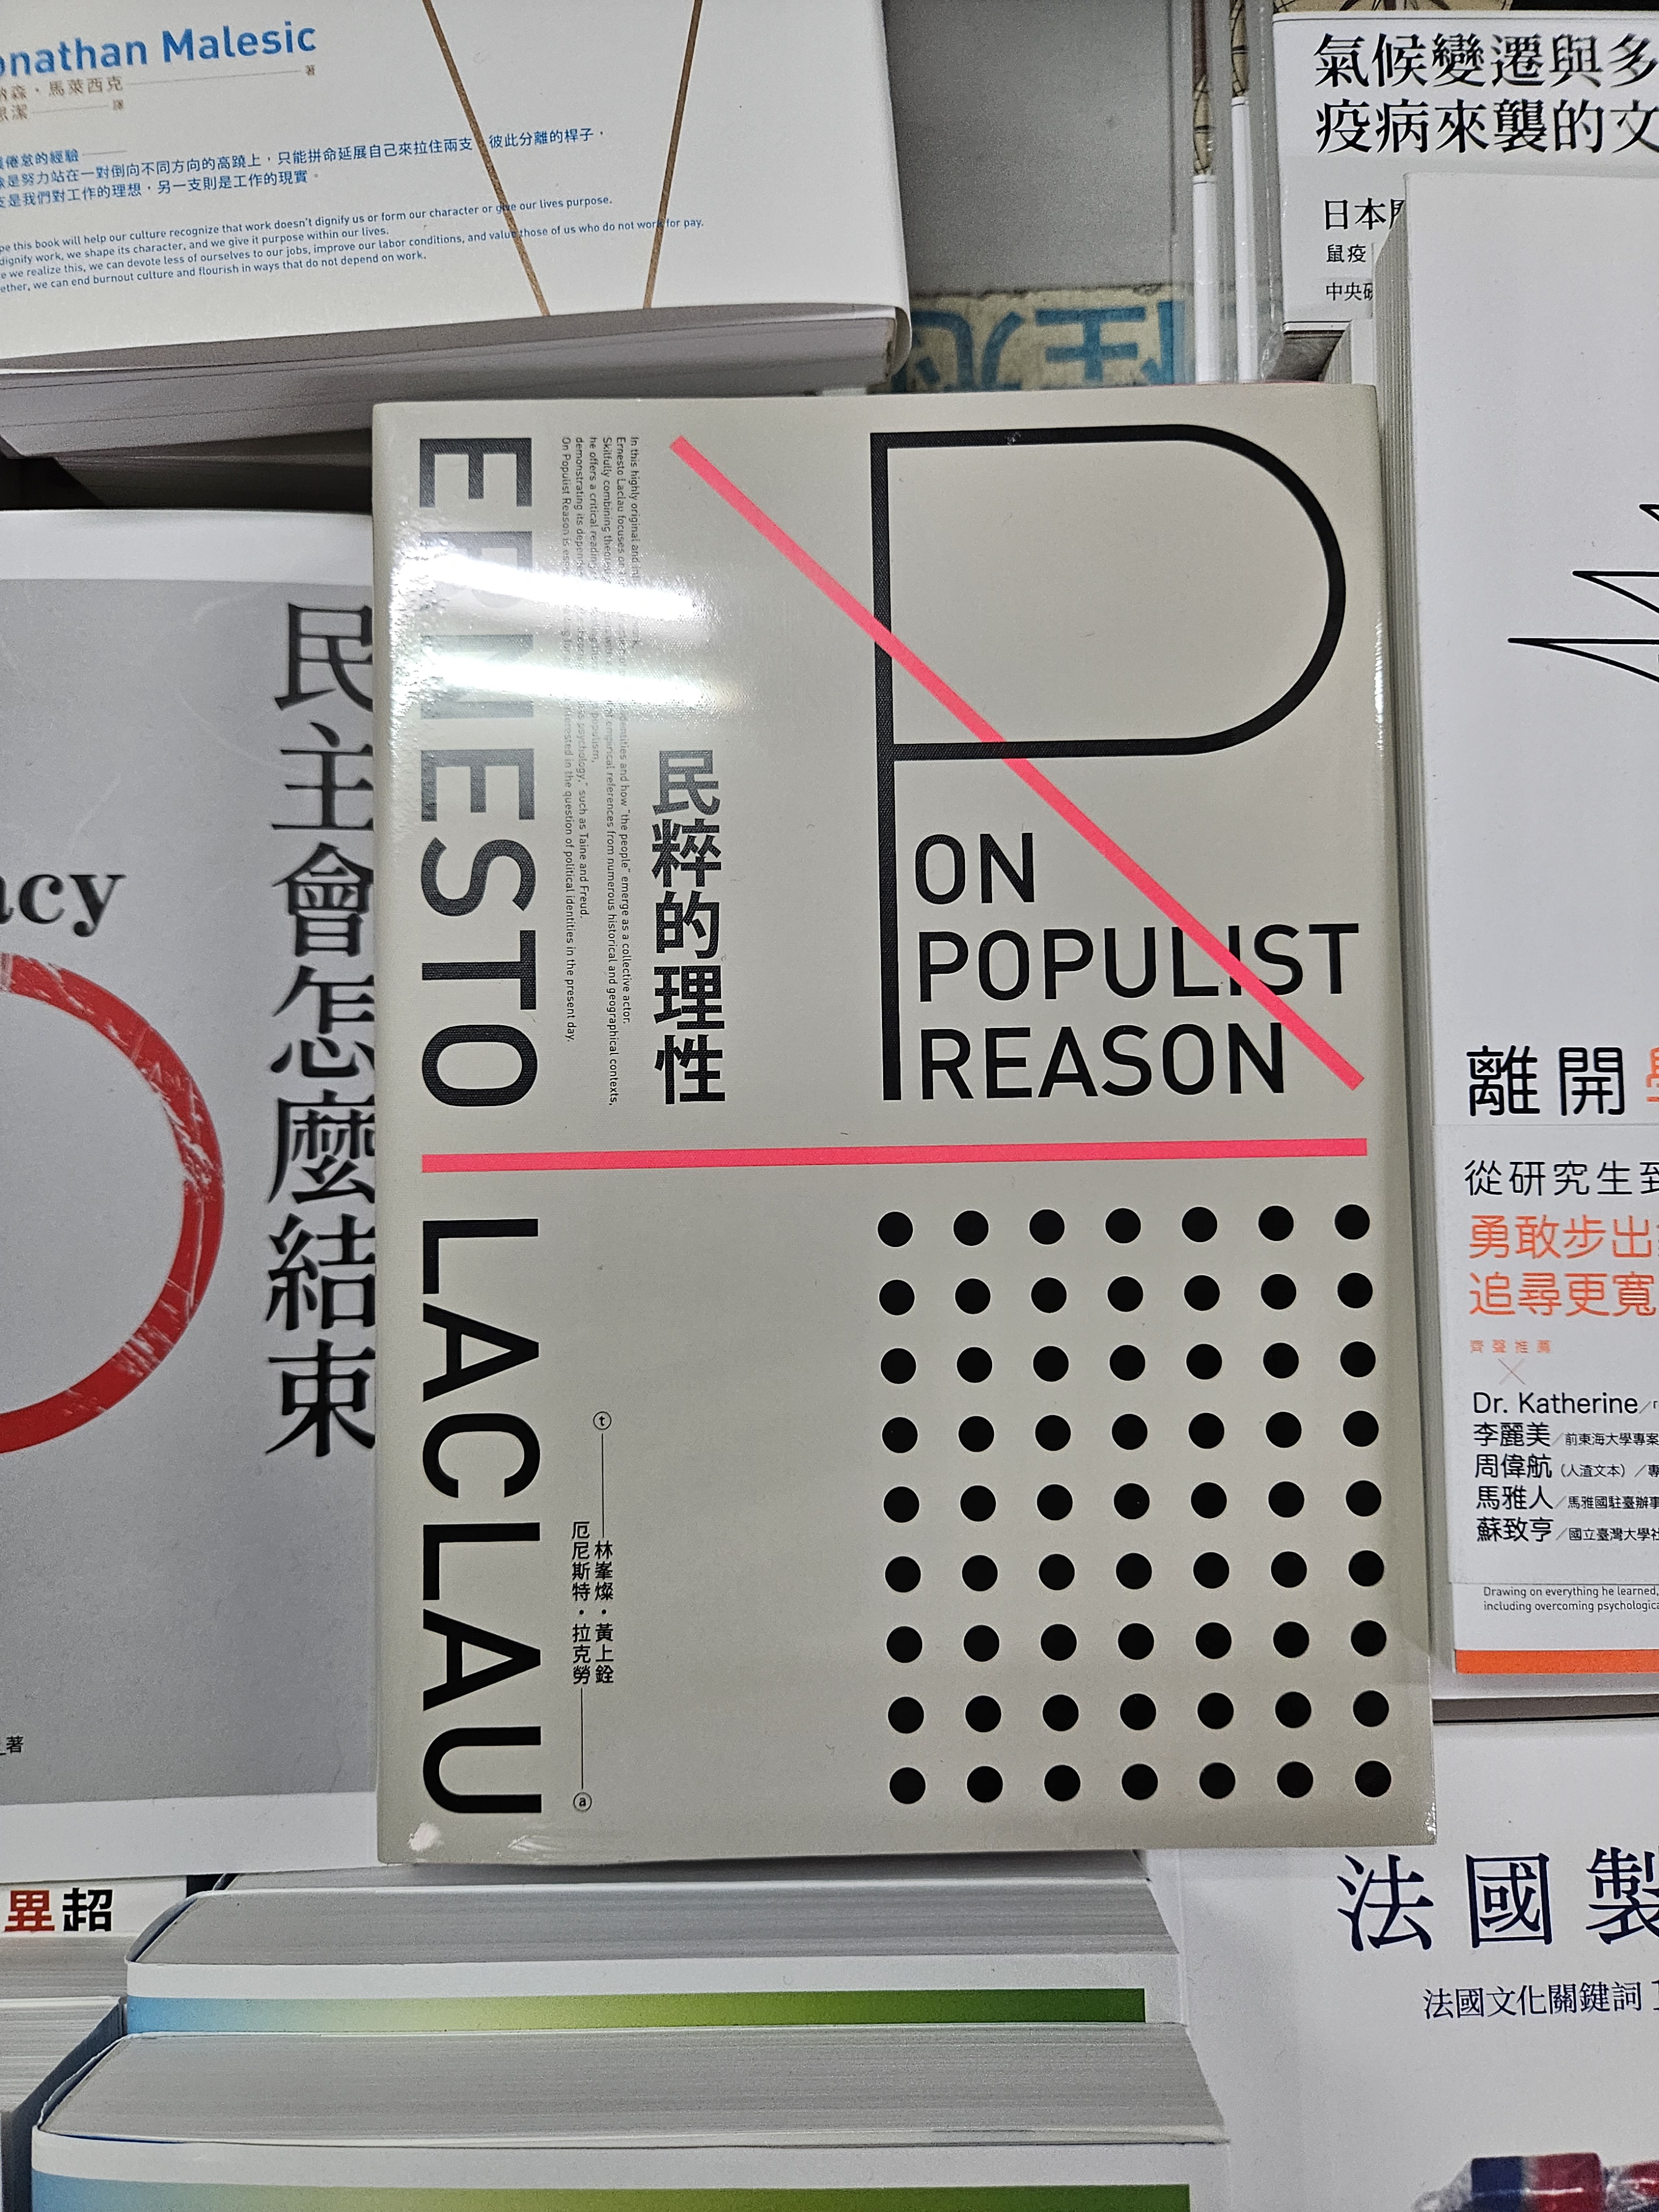 Jonathan Malesic
馬萊西克
著
譯
倦怠的經驗
是努力站在一對倒向不同方向的高蹺上，只能拼命延展自己來拉住兩支 彼此分離的桿子，
是我們對工作的理想，另一支則是工作的現實。
this book will help our culture recognize that work doesn't dignify us or form our character or give our lives purpose.
dignify work, we shape its character, and we give it purpose within our lives.
we realize this, we can devote less of ourselves to our jobs, improve our labor conditions, and value those of us who do not work for pay.
we can end burnout culture and flourish in ways that do not depend on work.
氣候變遷與多
疫病來襲的文
日本
鼠疫
中央
acy
民主會怎麼結束
著
異超
ERNESTO LACLAU
In this highly original and
Ernesto Laclau focuses on identities and how "the people" emerge as a collective actor.
Skilfully combining empirical references from numerous historical and geographical contexts,
he offers a critical reading populism,
demonstrating its psychology," such as Taine and Freud.
On Populist Reason is interested in the question of political identities in the present day.
民粹的理性
P
ON
POPULIST
REASON
t 林峯燦・黃上銓
厄尼斯特・拉克勞 a
離開
從研究生到
勇敢步出
追尋更寬
齊聲推薦
Dr. Katherine／
李麗美／前東海大學專案
周偉航（人渣文本）／專
馬雅人／馬雅國駐臺辦事
蘇致亨／國立臺灣大學社
Drawing on everything he learned,
including overcoming
法國製
法國文化關鍵詞